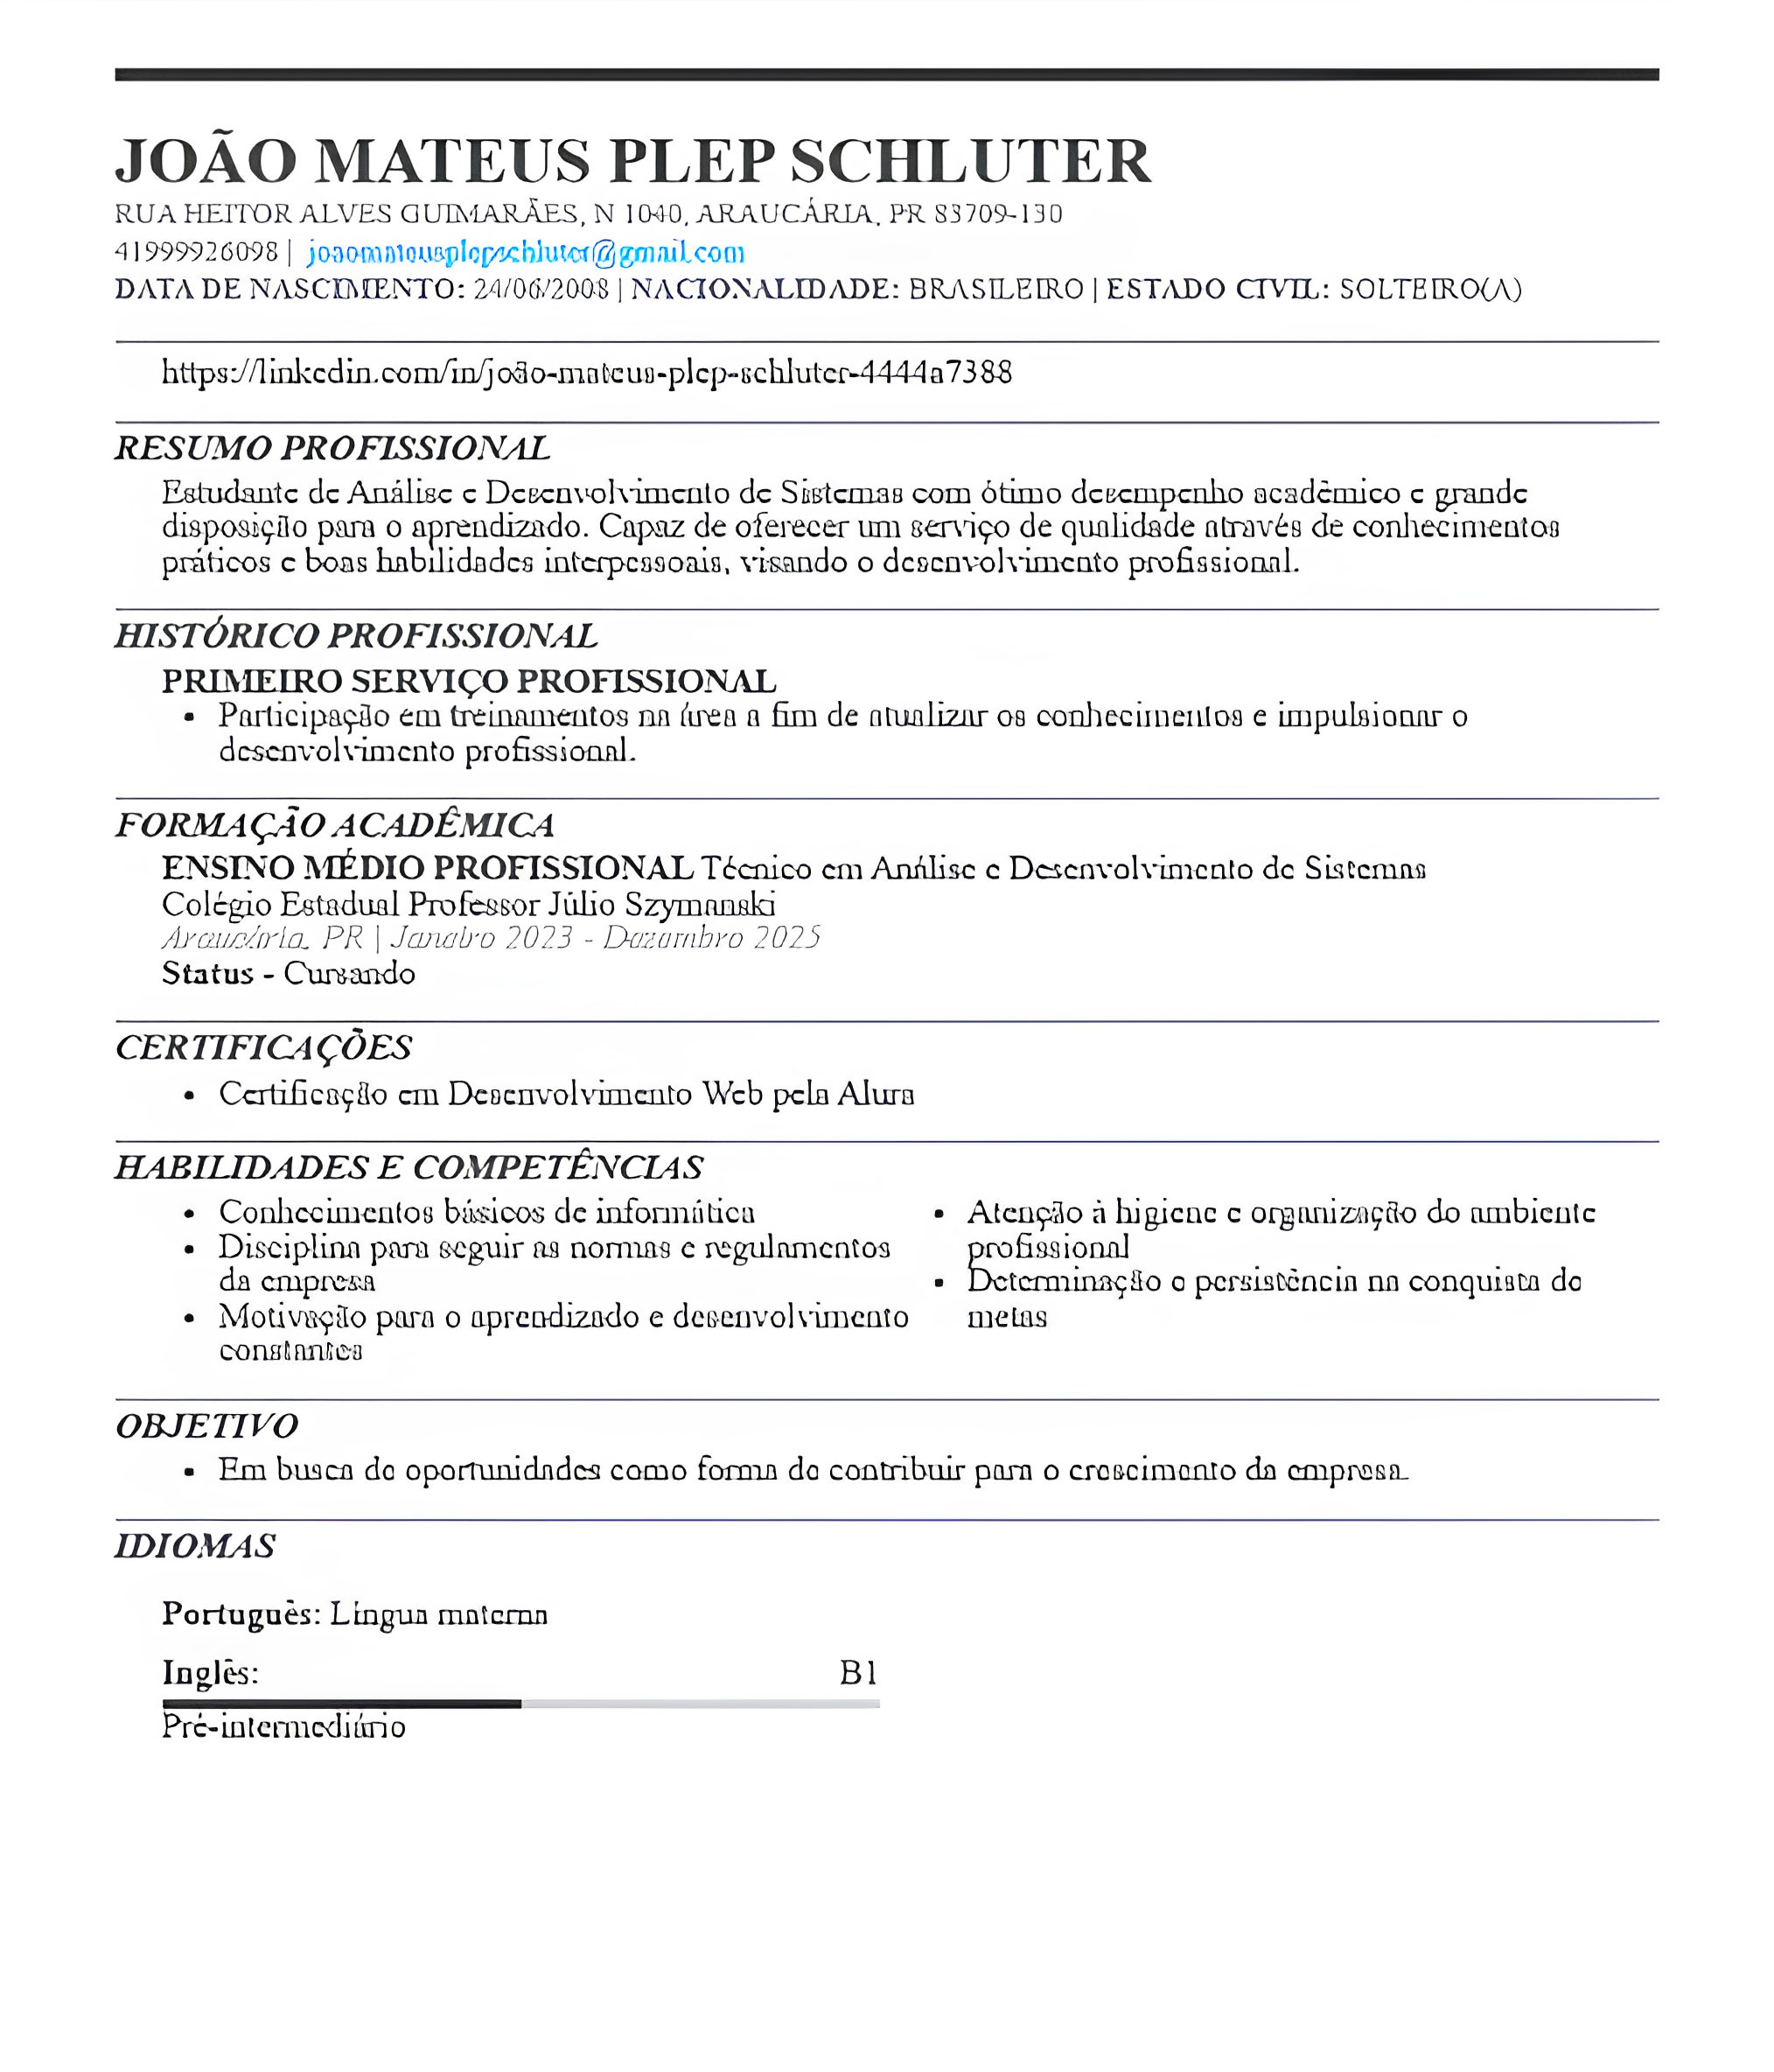 JOÃO MATEUS PLEP SCHLUTER
RUA HEITOR ALVES GUIMARÃES, N 1040, ARAUCÁRIA, PR 83709-130
41999926098 | joaomateusplepschluter@gmail.com
DATA DE NASCIMENTO: 24/06/2008 | NACIONALIDADE: BRASILEIRO | ESTADO CIVIL: SOLTEIRO(A)
https://linkedin.com/in/joão-mateus-plep-schluter-4444a7388
RESUMO PROFISSIONAL
Estudante de Análise e Desenvolvimento de Sistemas com ótimo desempenho acadêmico e grande
disposição para o aprendizado. Capaz de oferecer um serviço de qualidade através de conhecimentos
práticos e boas habilidades interpessoais, visando o desenvolvimento profissional.
HISTÓRICO PROFISSIONAL
PRIMEIRO SERVIÇO PROFISSIONAL
• Participação em treinamentos na área a fim de atualizar os conhecimentos e impulsionar o
desenvolvimento profissional.
FORMAÇÃO ACADÊMICA
ENSINO MÉDIO PROFISSIONAL Técnico em Análise e Desenvolvimento de Sistemas
Colégio Estadual Professor Júlio Szymanski
Araucária, PR | Janeiro 2023 - Dezembro 2025
Status - Cursando
CERTIFICAÇÕES
• Certificação em Desenvolvimento Web pela Alura
HABILIDADES E COMPETÊNCIAS
• Conhecimentos básicos de informática
• Disciplina para seguir as normas e regulamentos
da empresa
• Motivação para o aprendizado e desenvolvimento
constantes
• Atenção à higiene e organização do ambiente
profissional
• Determinação e persistência na conquista de
metas
OBJETIVO
• Em busca de oportunidades como forma de contribuir para o crescimento da empresa.
IDIOMAS
Português: Língua materna
Inglês: B1
Pré-intermediário